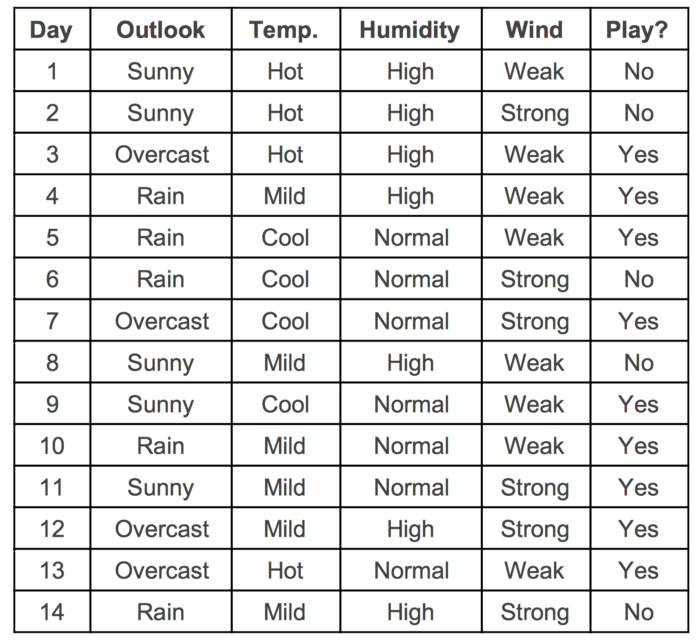 Day Outlook Temp. Humidity Wind Play?
1 Sunny Hot High Weak No
2 Sunny Hot High Strong No
3 Overcast Hot High Weak Yes
4 Rain Mild High Weak Yes
5 Rain Cool Normal Weak Yes
6 Rain Cool Normal Strong No
7 Overcast Cool Normal Strong Yes
8 Sunny Mild High Weak No
9 Sunny Cool Normal Weak Yes
10 Rain Mild Normal Weak Yes
11 Sunny Mild Normal Strong Yes
12 Overcast Mild High Strong Yes
13 Overcast Hot Normal Weak Yes
14 Rain Mild High Strong No